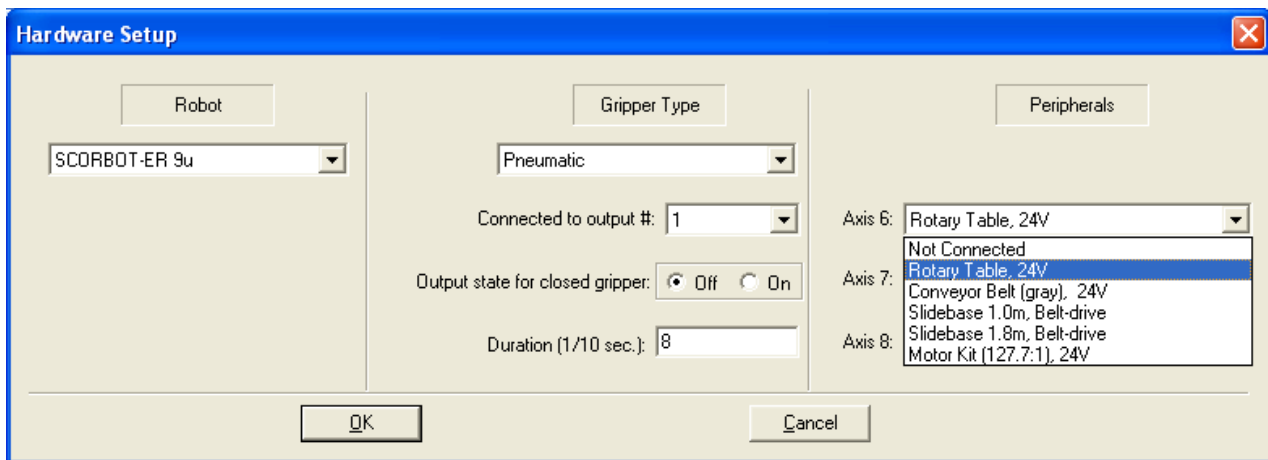 Hardware Setup
Robot
SCORBOT-ER 9u
Gripper Type
Pneumatic
Connected to output #: 1
Output state for closed gripper: Off On
Duration (1/10 sec.): 8
Peripherals
Axis 6: Rotary Table, 24V
Not Connected
Rotary Table, 24V
Axis 7:
Conveyor Belt (gray), 24V
Slidebase 1.0m, Belt-drive
Slidebase 1.8m, Belt-drive
Axis 8:
Motor Kit (127.7:1), 24V
OK
Cancel